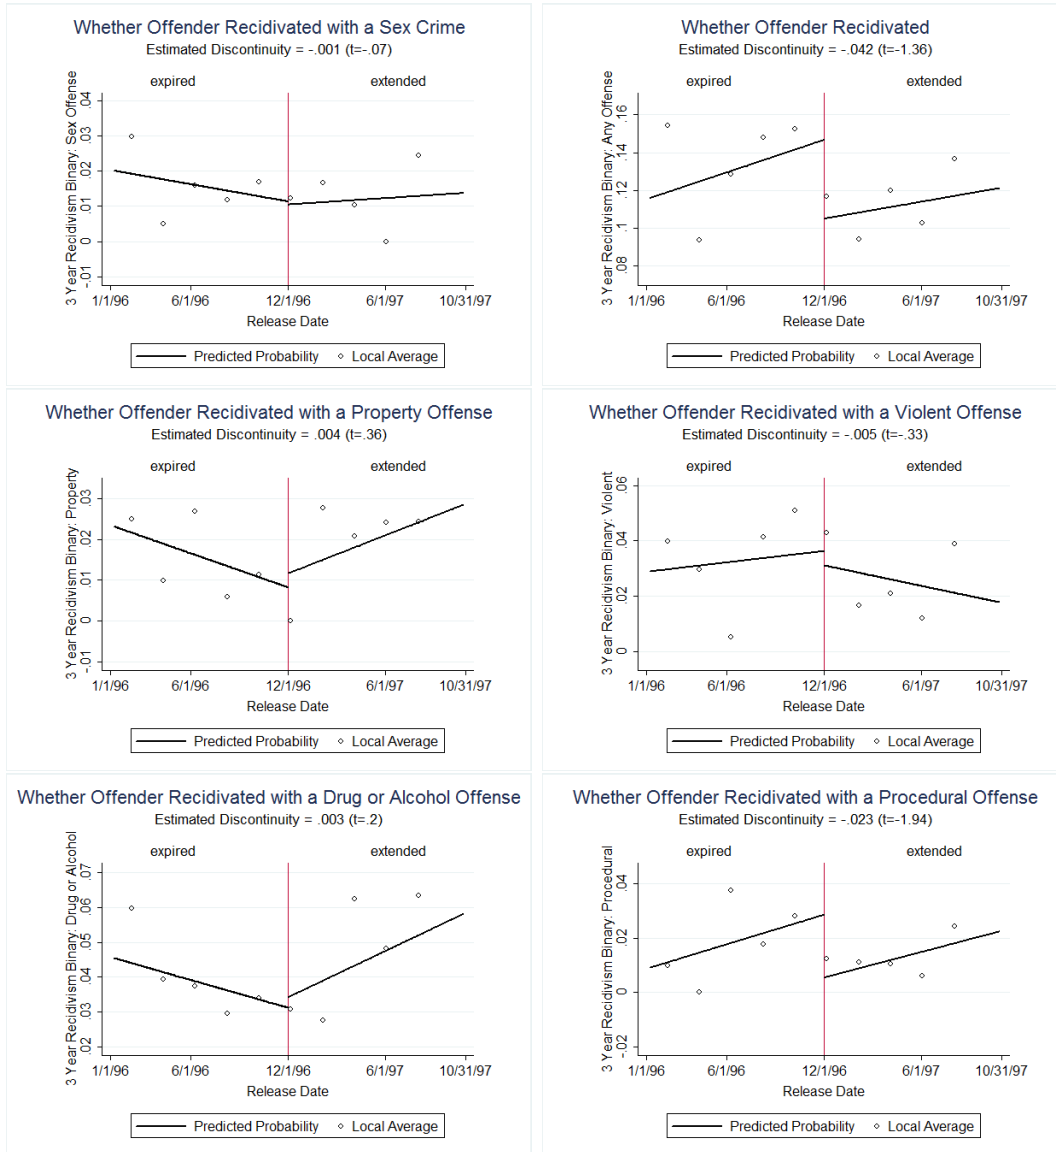 Whether Offender Recidivated with a Sex Crime
Estimated Discontinuity = -.001 (t=-.07)
expired extended
3 Year Recidivism Binary: Sex Offense
.04
.03
.02
.01
0
-.01
1/1/96 6/1/96 12/1/96 6/1/97 10/31/97
Release Date
Predicted Probability Local Average
Whether Offender Recidivated
Estimated Discontinuity = -.042 (t=-1.36)
expired extended
3 Year Recidivism Binary: Any Offense
.16
.14
.12
.1
.08
1/1/96 6/1/96 12/1/96 6/1/97 10/31/97
Release Date
Predicted Probability Local Average
Whether Offender Recidivated with a Property Offense
Estimated Discontinuity = .004 (t=.36)
expired extended
3 Year Recidivism Binary: Property
.03
.02
.01
0
-.01
1/1/96 6/1/96 12/1/96 6/1/97 10/31/97
Release Date
Predicted Probability Local Average
Whether Offender Recidivated with a Violent Offense
Estimated Discontinuity = -.005 (t=-.33)
expired extended
3 Year Recidivism Binary: Violent
.06
.04
.02
0
1/1/96 6/1/96 12/1/96 6/1/97 10/31/97
Release Date
Predicted Probability Local Average
Whether Offender Recidivated with a Drug or Alcohol Offense
Estimated Discontinuity = .003 (t=.2)
expired extended
3 Year Recidivism Binary: Drug or Alcohol
.07
.06
.05
.04
.03
.02
1/1/96 6/1/96 12/1/96 6/1/97 10/31/97
Release Date
Predicted Probability Local Average
Whether Offender Recidivated with a Procedural Offense
Estimated Discontinuity = -.023 (t=-1.94)
expired extended
3 Year Recidivism Binary: Procedural
.04
.02
0
-.02
1/1/96 6/1/96 12/1/96 6/1/97 10/31/97
Release Date
Predicted Probability Local Average